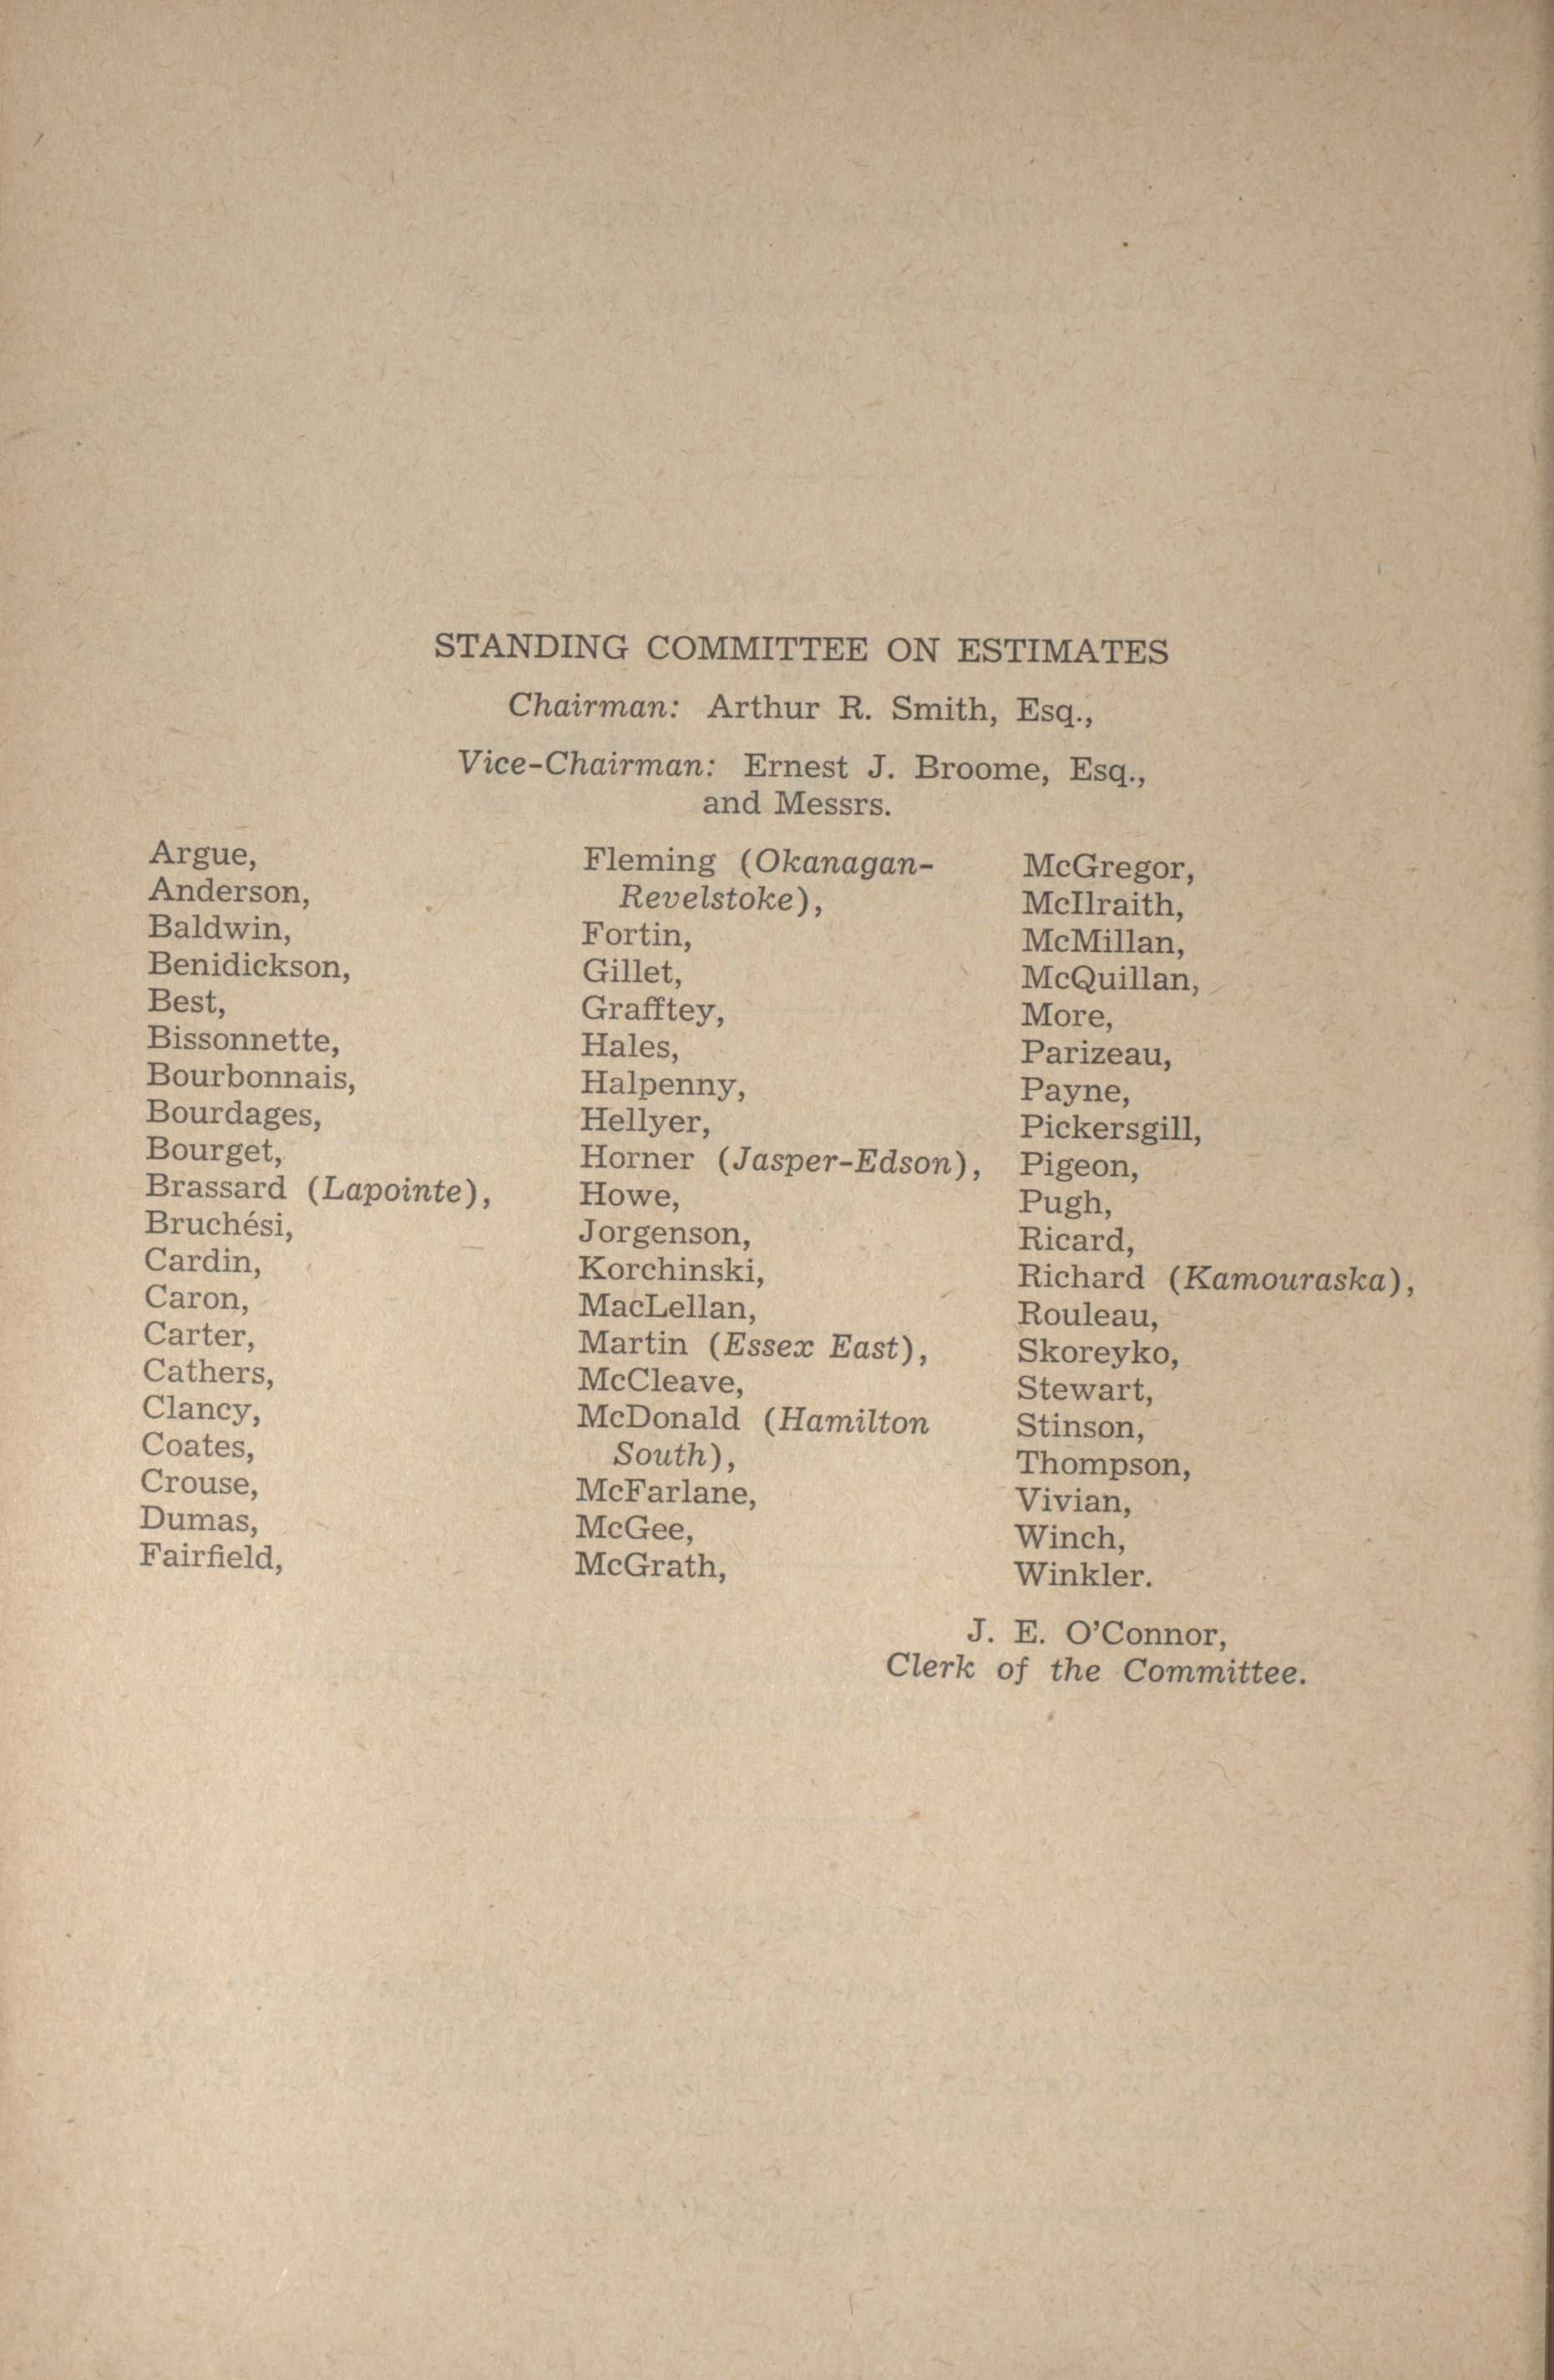 STANDING COMMITTEE ON ESTIMATES
Chairman: Arthur R. Smith, Esq.,
Vice-Chairman: Ernest J. Broome, Esq.,
and Messrs.
Argue,
Anderson,
Baldwin,
Benidickson,
Best,
Bissonnette,
Bourbonnais,
Bourdages,
Bourget,
Brassard (Lapointe),
Bruchési,
Cardin,
Caron,
Carter,
Cathers,
Clancy,
Coates,
Crouse,
Dumas,
Fairfield,
Fleming (Okanagan-
Revelstoke),
Fortin,
Gillet,
Grafftey,
Hales,
Halpenny,
Hellyer,
Horner (Jasper-Edson),
Howe,
Jorgenson,
Korchinski,
MacLellan,
Martin (Essex East),
McCleave,
McDonald (Hamilton
South),
McFarlane,
McGee,
McGrath,
McGregor,
McIlraith,
McMillan,
McQuillan,
More,
Parizeau,
Payne,
Pickersgill,
Pigeon,
Pugh,
Ricard,
Richard (Kamouraska),
Rouleau,
Skoreyko,
Stewart,
Stinson,
Thompson,
Vivian,
Winch,
Winkler.
J. E. O'Connor,
Clerk of the Committee.